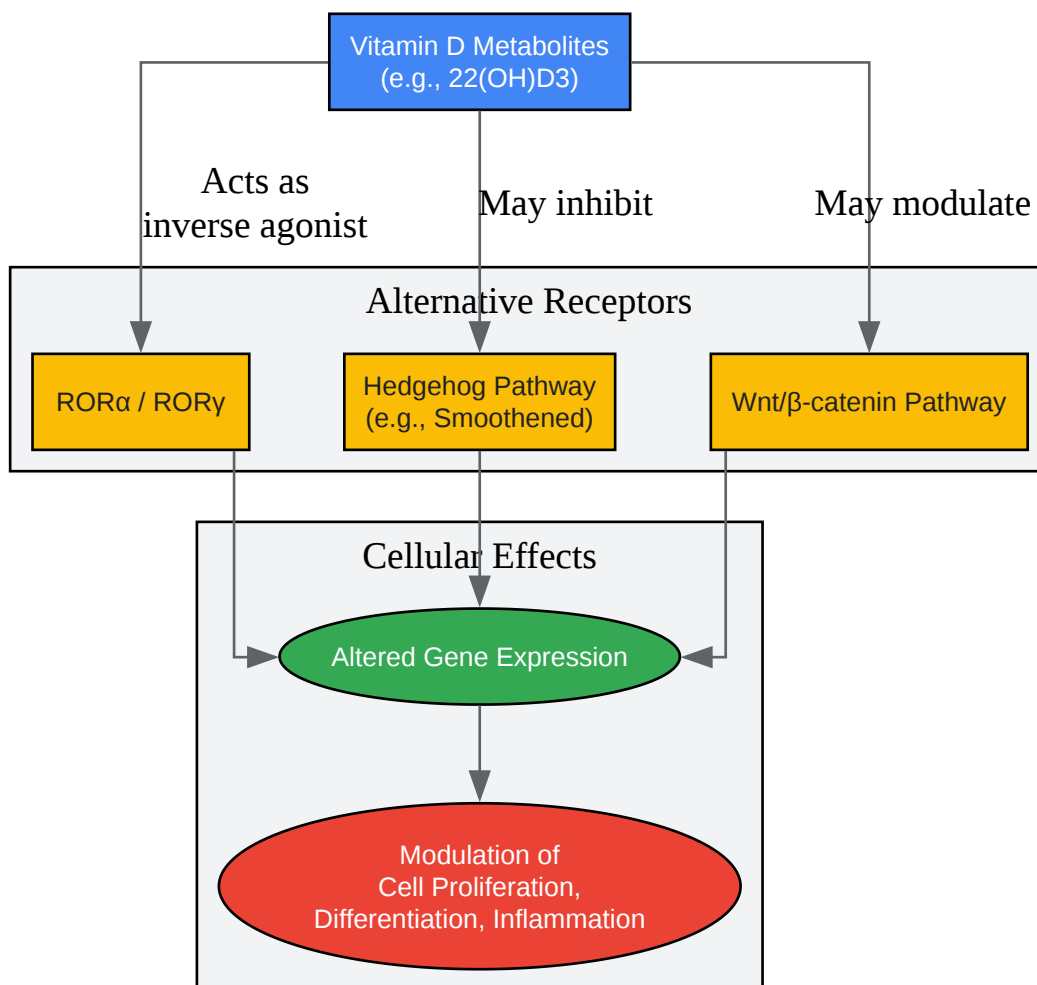 Vitamin D Metabolites
(e.g., 22(OH)D3)
Acts as
inverse agonist
May inhibit
May modulate
Alternative Receptors
RORα / RORγ
Hedgehog Pathway
(e.g., Smoothened)
Wnt/β-catenin Pathway
Cellular Effects
Altered Gene Expression
Modulation of
Cell Proliferation,
Differentiation, Inflammation